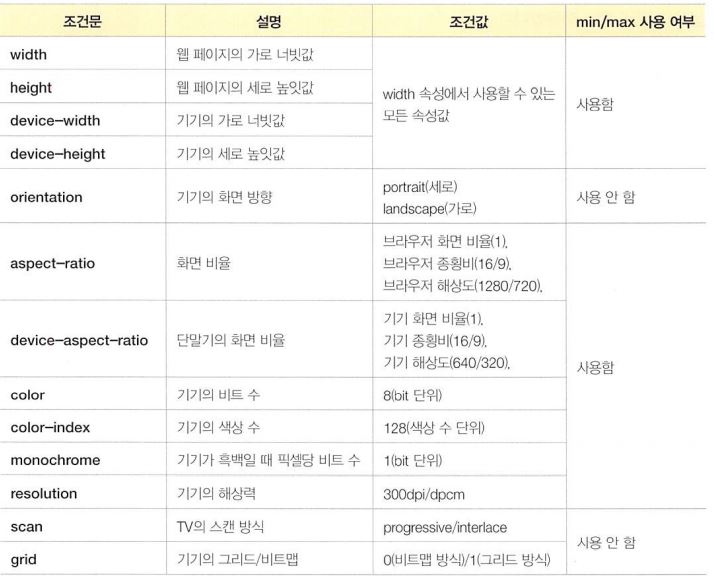 조건문 설명 조건값 min/max 사용 여부
width 웹 페이지의 가로 너빗값
height 웹 페이지의 세로 높잇값
width 속성에서 사용할 수 있는
모든 속성값
사용함
device-width 기기의 가로 너빗값
device-height 기기의 세로 높잇값
orientation 기기의 화면 방향
portrait(세로)
landscape(가로)
사용 안 함
aspect-ratio 화면 비율
브라우저 화면 비율(1),
브라우저 종횡비(16/9),
브라우저 해상도(1280/720),
device-aspect-ratio 단말기의 화면 비율
기기 화면 비율(1),
기기 종횡비(16/9),
기기 해상도(640/320),
사용함
color 기기의 비트 수 8(bit 단위)
color-index 기기의 색상 수 128(색상 수 단위)
monochrome 기기가 흑백일 때 픽셀당 비트 수 1(bit 단위)
resolution 기기의 해상력 300dpi/dpcm
scan TV의 스캔 방식 progressive/interlace
사용 안 함
grid 기기의 그리드/비트맵 0(비트맵 방식)/1(그리드 방식)